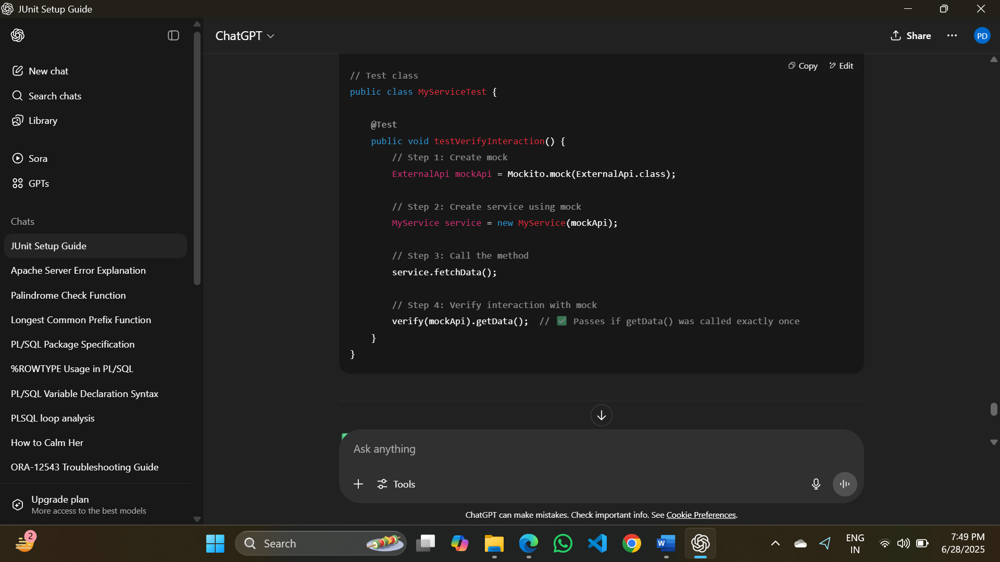 JUnit Setup Guide
ChatGPT
Share
PD
New chat
Search chats
Library
Sora
GPTs
Chats
JUnit Setup Guide
Apache Server Error Explanation
Palindrome Check Function
Longest Common Prefix Function
PL/SQL Package Specification
%ROWTYPE Usage in PL/SQL
PL/SQL Variable Declaration Syntax
PLSQL loop analysis
How to Calm Her
ORA-12543 Troubleshooting Guide
Upgrade plan
More access to the best models
Copy Edit
// Test class
public class MyServiceTest {
@Test
public void testVerifyInteraction() {
// Step 1: Create mock
ExternalApi mockApi = Mockito.mock(ExternalApi.class);
// Step 2: Create service using mock
MyService service = new MyService(mockApi);
// Step 3: Call the method
service.fetchData();
// Step 4: Verify interaction with mock
verify(mockApi).getData(); // ✅ Passes if getData() was called exactly once
}
}
Ask anything
Tools
ChatGPT can make mistakes. Check important info. See Cookie Preferences.
2
Search
W
ENG
IN
7:49 PM
6/28/2025